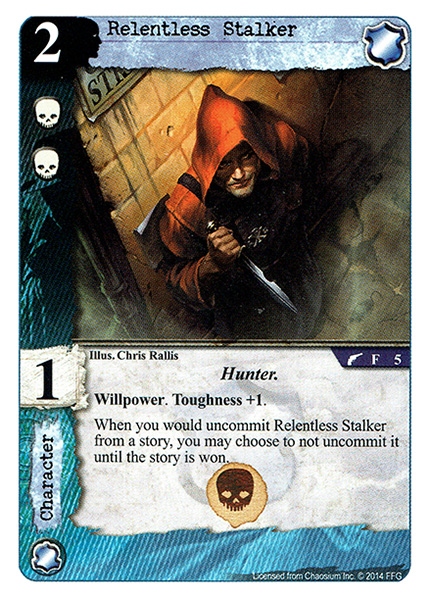 2
Relentless Stalker
STR
Illus. Chris Rallis
F 5
1
Hunter.
Willpower. Toughness +1.
When you would uncommit Relentless Stalker
from a story, you may choose to not uncommit it
until the story is won.
Character
Licensed from Chaosium Inc. © 2014 FFG